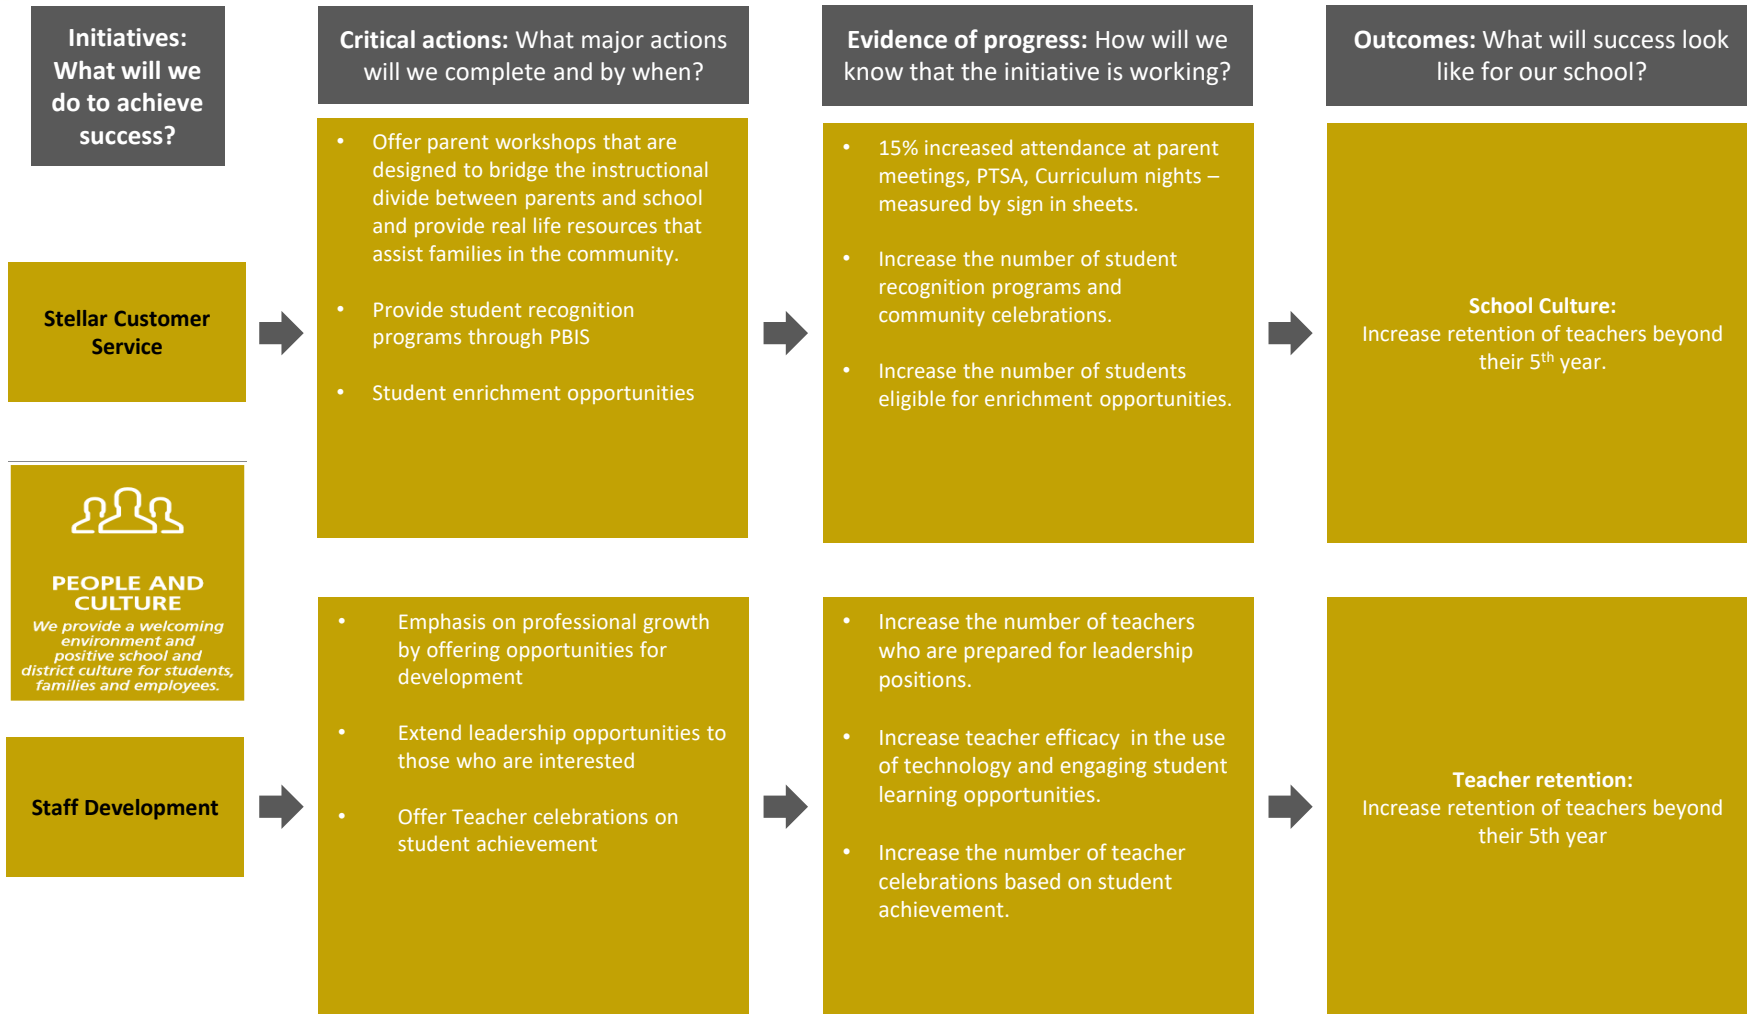 Initiatives:
What will we
do to achieve
success?
Critical actions: What major actions
will we complete and by when?
Evidence of progress: How will we
know that the initiative is working?
Outcomes: What will success look
like for our school?
Stellar Customer
Service
• Offer parent workshops that are
designed to bridge the instructional
divide between parents and school
and provide real life resources that
assist families in the community.
• Provide student recognition
programs through PBIS
• Student enrichment opportunities
• 15% increased attendance at parent
meetings, PTSA, Curriculum nights –
measured by sign in sheets.
• Increase the number of student
recognition programs and
community celebrations.
• Increase the number of students
eligible for enrichment opportunities.
School Culture:
Increase retention of teachers beyond
their 5th year.
PEOPLE AND
CULTURE
We provide a welcoming
environment and
positive school and
district culture for students,
families and employees.
Staff Development
• Emphasis on professional growth
by offering opportunities for
development
• Extend leadership opportunities to
those who are interested
• Offer Teacher celebrations on
student achievement
• Increase the number of teachers
who are prepared for leadership
positions.
• Increase teacher efficacy  in the use
of technology and engaging student
learning opportunities.
• Increase the number of teacher
celebrations based on student
achievement.
Teacher retention:
Increase retention of teachers beyond
their 5th year